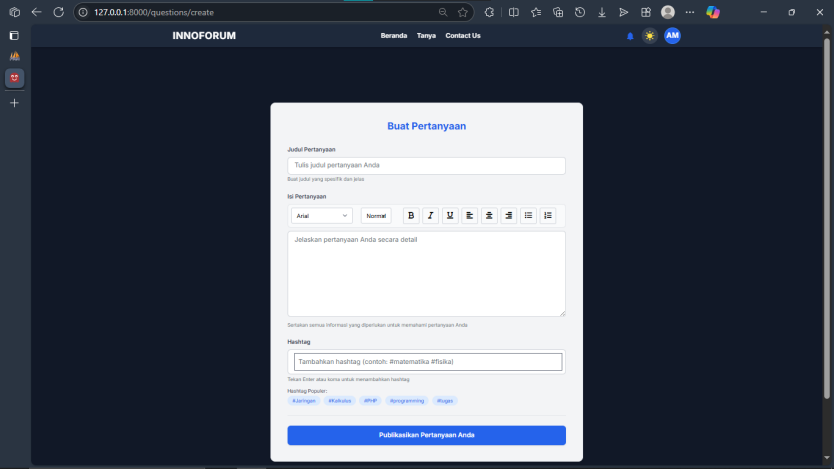 127.0.0.1:8000/questions/create
INNOFORUM
Beranda Tanya Contact Us
AM
Buat Pertanyaan
Judul Pertanyaan
Tulis judul pertanyaan Anda
Buat judul yang spesifik dan jelas
Isi Pertanyaan
Arial Normal B I U
Jelaskan pertanyaan Anda secara detail
Sertakan semua informasi yang diperlukan untuk memahami pertanyaan Anda
Hashtag
Tambahkan hashtag (contoh: #matematika #fisika)
Tekan Enter atau koma untuk menambahkan hashtag
Hashtag Populer:
#Jaringan #Kalkulus #PHP #programming #tugas
Publikasikan Pertanyaan Anda